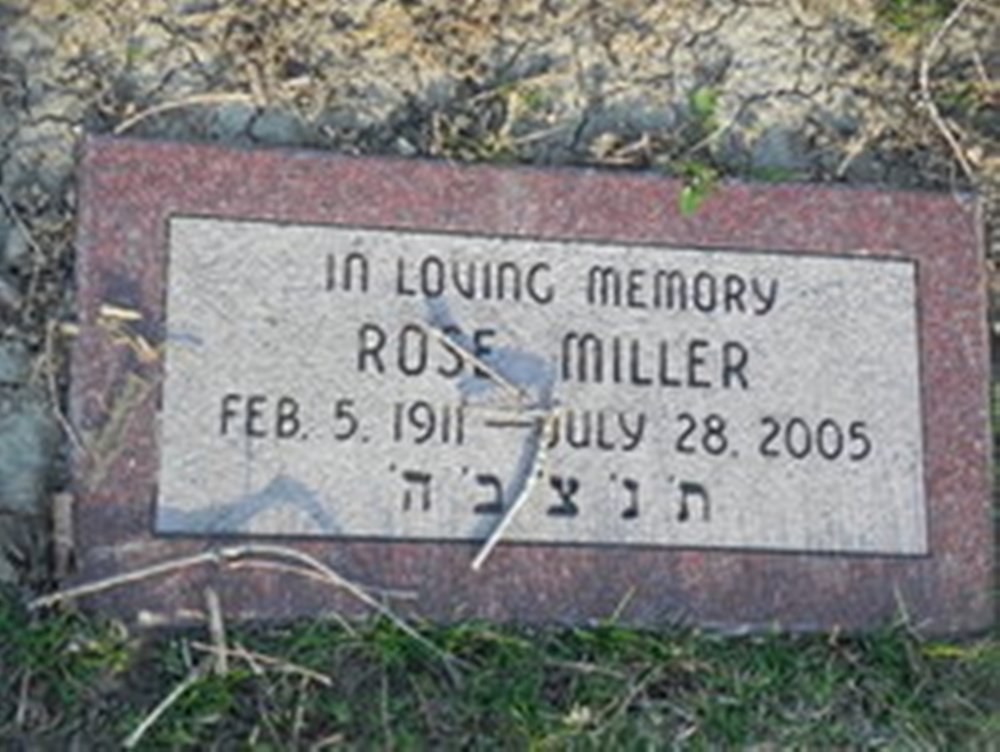 IN LOVING MEMORY
ROSE MILLER
FEB. 5. 1911 — JULY 28. 2005
ת' נ' צ' ב' ה'